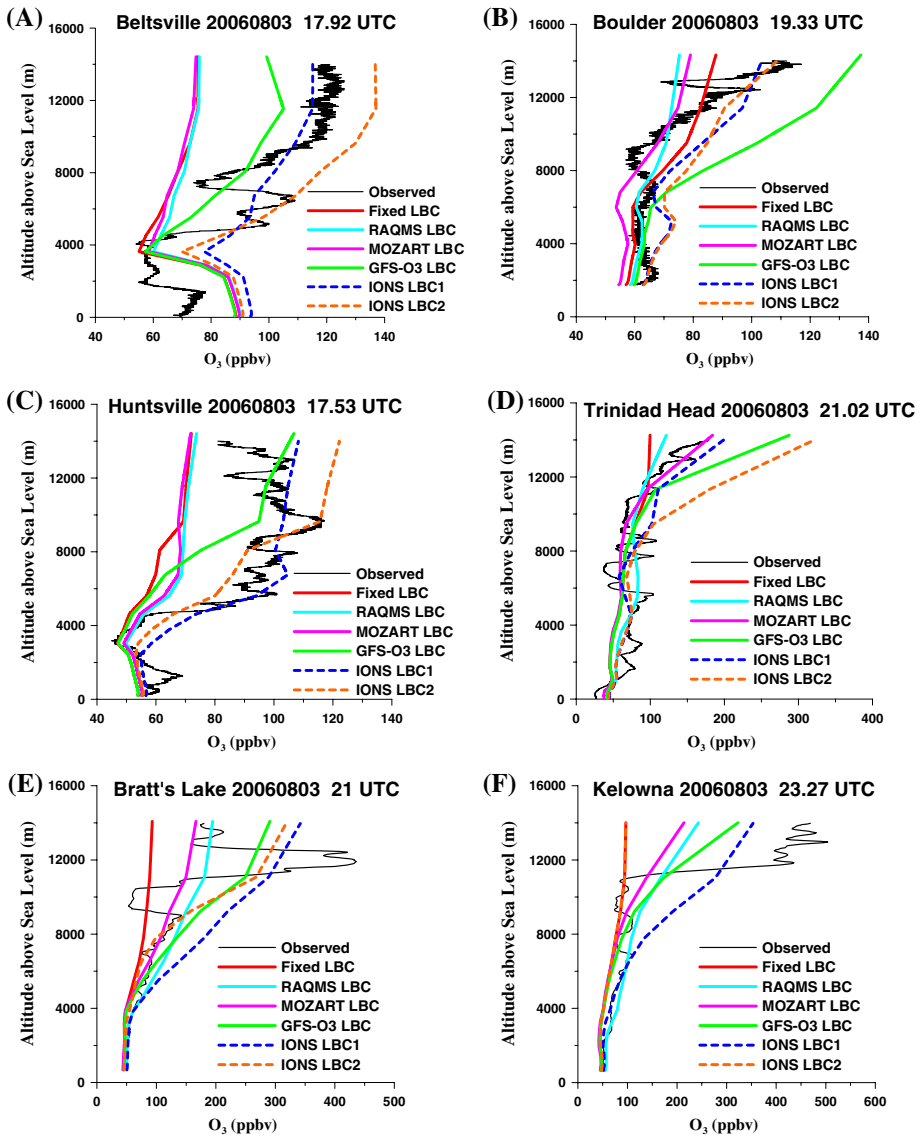 (A) Beltsville 20060803 17.92 UTC
Altitude above Sea Level (m)
16000
12000
8000
4000
0
40 60 80 100 120 140
O3 (ppbv)
Observed
Fixed LBC
RAQMS LBC
MOZART LBC
GFS-O3 LBC
IONS LBC1
IONS LBC2
(B) Boulder 20060803 19.33 UTC
Altitude above Sea Level (m)
16000
12000
8000
4000
0
40 60 80 100 120 140
O3 (ppbv)
Observed
Fixed LBC
RAQMS LBC
MOZART LBC
GFS-O3 LBC
IONS LBC1
IONS LBC2
(C) Huntsville 20060803 17.53 UTC
Altitude above Sea Level (m)
16000
12000
8000
4000
0
40 60 80 100 120 140
O3 (ppbv)
Observed
Fixed LBC
RAQMS LBC
MOZART LBC
GFS-O3 LBC
IONS LBC1
IONS LBC2
(D) Trinidad Head 20060803 21.02 UTC
Altitude above Sea Level (m)
16000
12000
8000
4000
0
0 100 200 300 400
O3 (ppbv)
Observed
Fixed LBC
RAQMS LBC
MOZART LBC
GFS-O3 LBC
IONS LBC1
IONS LBC2
(E) Bratt's Lake 20060803 21 UTC
Altitude above Sea Level (m)
16000
12000
8000
4000
0
0 100 200 300 400 500
O3 (ppbv)
Observed
Fixed LBC
RAQMS LBC
MOZART LBC
GFS-O3 LBC
IONS LBC1
IONS LBC2
(F) Kelowna 20060803 23.27 UTC
Altitude above Sea Level (m)
16000
12000
8000
4000
0
0 100 200 300 400 500 600
O3 (ppbv)
Observed
Fixed LBC
RAQMS LBC
MOZART LBC
GFS-O3 LBC
IONS LBC1
IONS LBC2